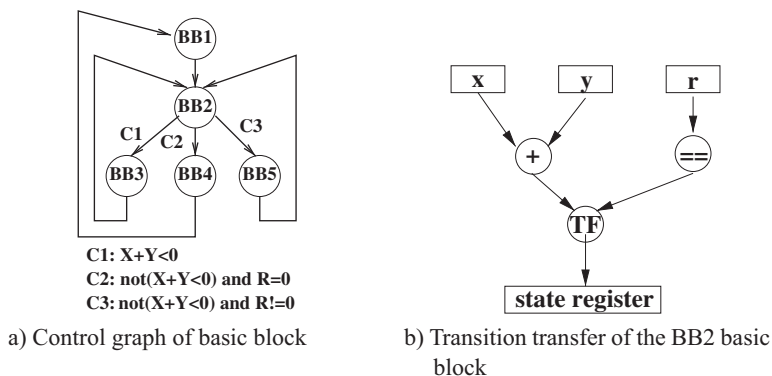 BB1
BB2
C1
C2
C3
BB3
BB4
BB5
C1: X+Y<0
C2: not(X+Y<0) and R=0
C3: not(X+Y<0) and R!=0
a) Control graph of basic block
x
y
r
+
==
TF
state register
b) Transition transfer of the BB2 basic
block